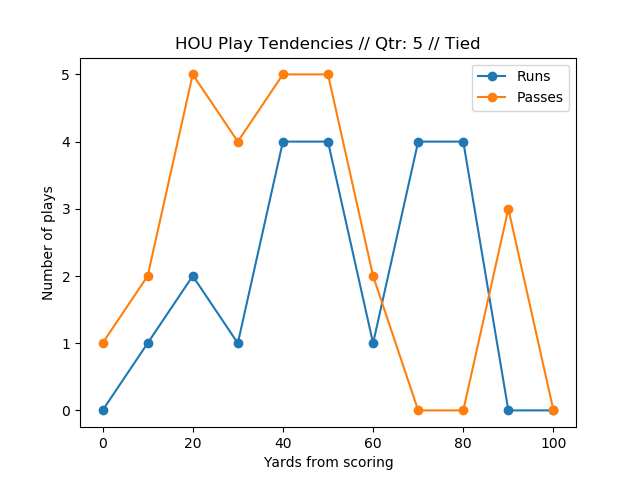 HOU Play Tendencies // Qtr: 5 // Tied
Runs
Passes
Number of plays
5
4
3
2
1
0
0 20 40 60 80 100
Yards from scoring